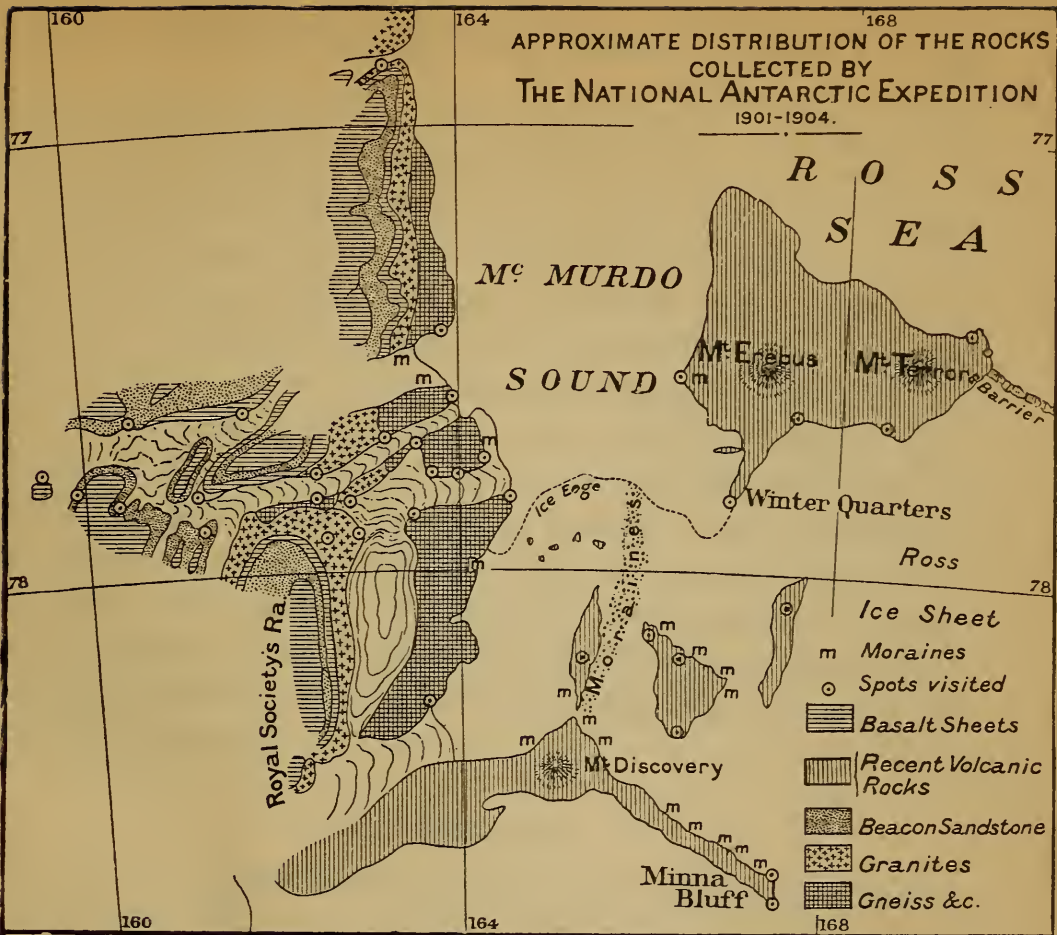 160
164
168
APPROXIMATE DISTRIBUTION OF THE ROCKS
COLLECTED BY
THE NATIONAL ANTARCTIC EXPEDITION
1901-1904.
77
77
ROSS
SEA
Mc MURDO
SOUND
m
m
m
Mt Erebus
Mt Terror
Barrier
m
Ice Edge
Winter Quarters
Moraines
Ross
78
m
78
Ice Sheet
m Moraines
Spots visited
Basalt Sheets
Recent Volcanic
Rocks
Beacon Sandstone
Granites
Gneiss &c.
Royal Society's Ra.
m
m
m
m
m
m
m
m
m
Mt Discovery
m
m
m
m
m
Minna
Bluff
160
164
168